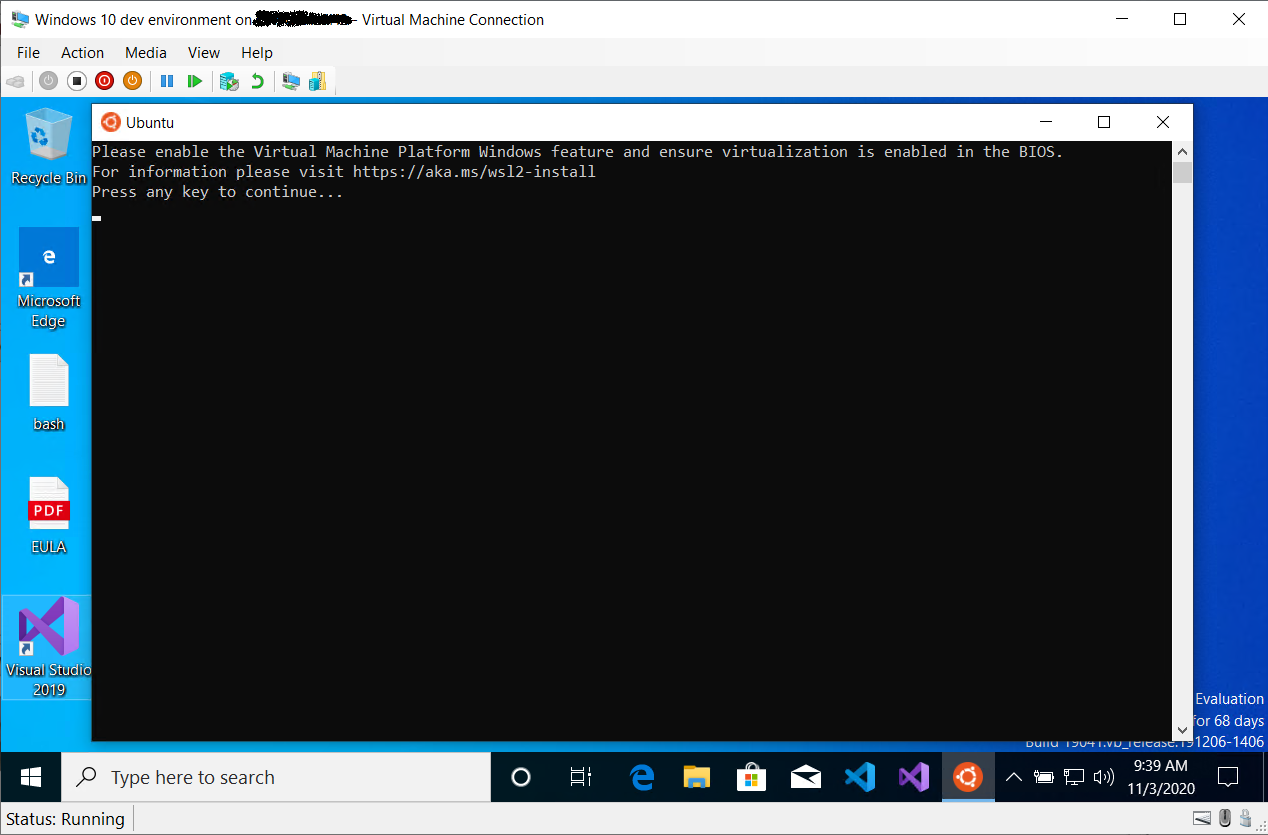 Windows 10 dev environment on - Virtual Machine Connection
File Action Media View Help
Ubuntu
Please enable the Virtual Machine Platform Windows feature and ensure virtualization is enabled in the BIOS.
For information please visit https://aka.ms/wsl2-install
Press any key to continue...
Recycle Bin
Microsoft
Edge
bash
PDF
EULA
Visual Studio
2019
Evaluation
for 68 days
Build 19041.vb_release.191206-1406
Type here to search
9:39 AM
11/3/2020
Status: Running